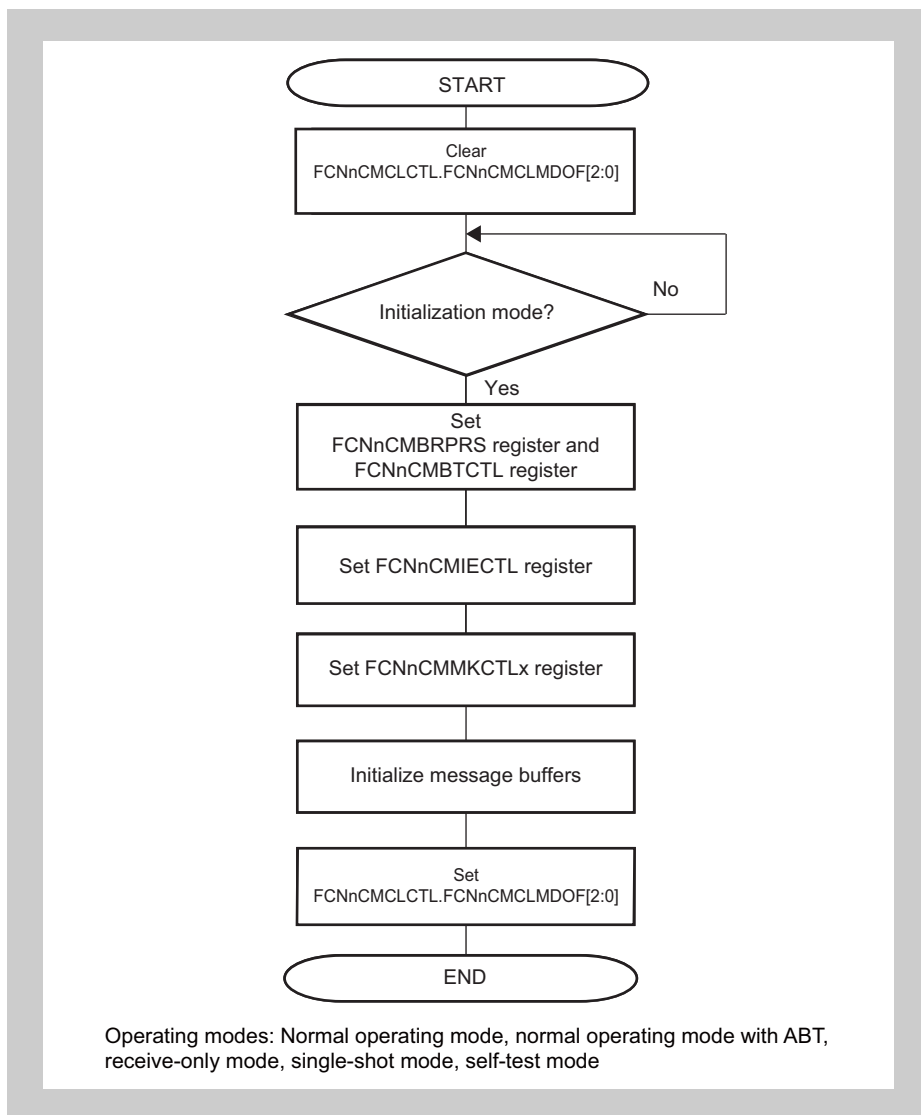 START
Clear
FCNnCMCLCTL.FCNnCMCLMDOF[2:0]
Initialization mode?
No
Yes
Set
FCNnCMBRPRS register and
FCNnCMBTCTL register
Set FCNnCMIECTL register
Set FCNnCMMKCTLx register
Initialize message buffers
Set
FCNnCMCLCTL.FCNnCMCLMDOF[2:0]
END
Operating modes: Normal operating mode, normal operating mode with ABT,
receive-only mode, single-shot mode, self-test mode